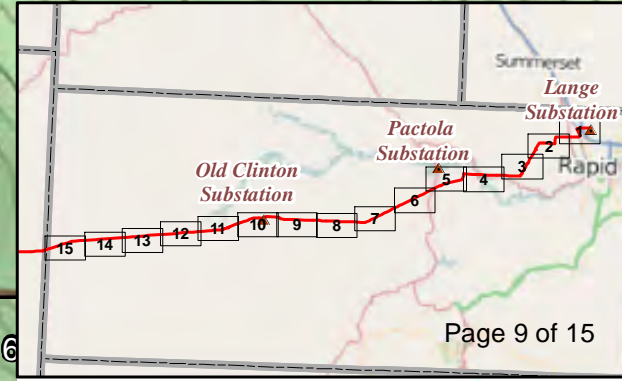 Summerset
Lange
Substation
Pactola
Substation
Rapid
Old Clinton
Substation
1
2
3
4
5
6
7
8
9
10
11
12
13
14
15
6
Page 9 of 15